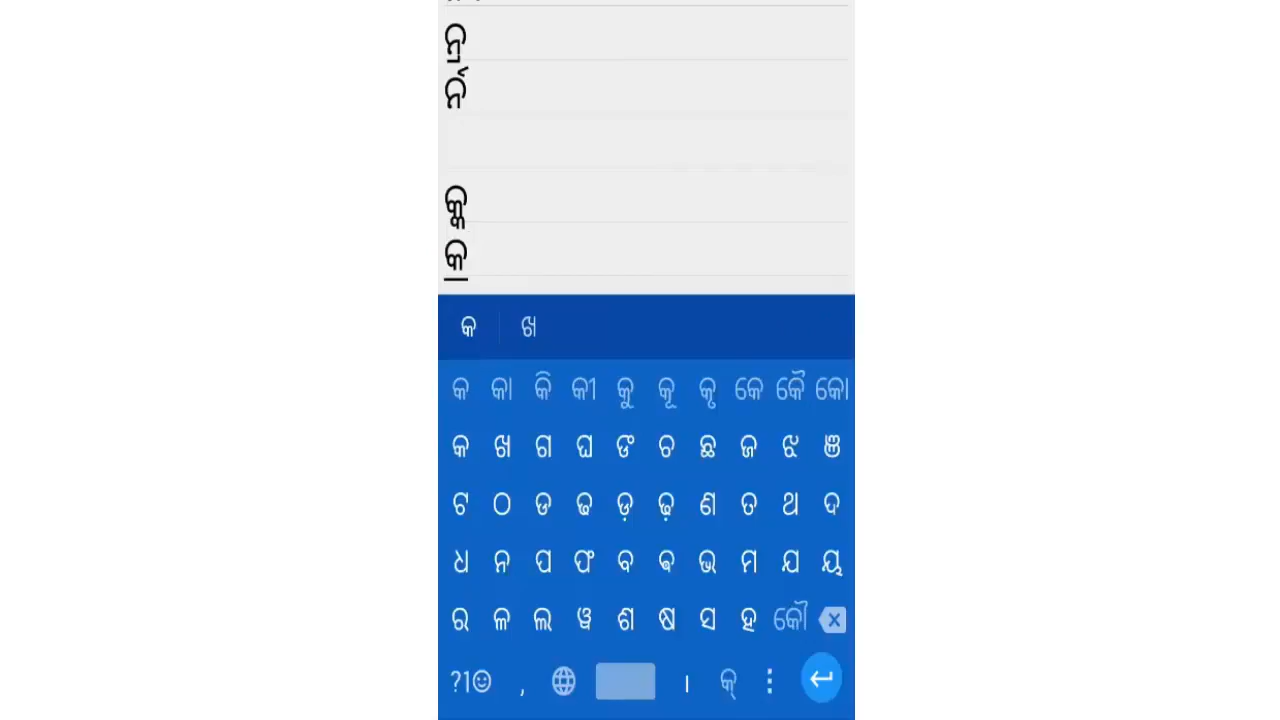 ନ୍ର
ର୍ନ
କ୍କ
କ
କ ଖ
କ କା କି କୀ କୁ କୂ କୃ କେ କୈ କୋ
କ ଖ ଗ ଘ ଙ ଚ ଛ ଜ ଝ ଞ
ଟ ଠ ଡ ଢ ଡ଼ ଢ଼ ଣ ତ ଥ ଦ
ଧ ନ ପ ଫ ବ ଵ ଭ ମ ଯ ୟ
ର ଳ ଲ ୱ ଶ ଷ ସ ହ କୌ
?1☺ , । କ୍